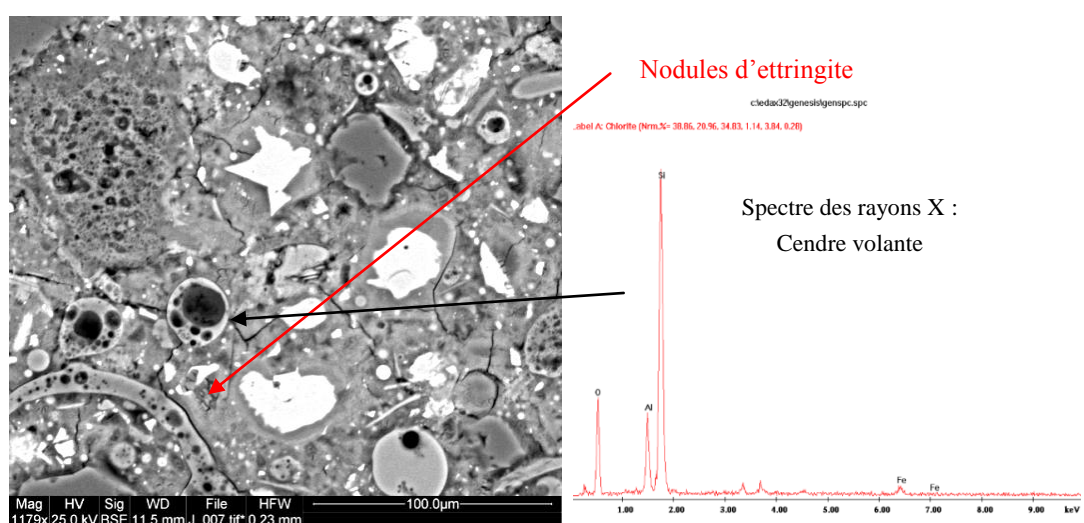 Nodules d'ettringite
c:\edax32\genesis\genspc.spc
.abel A: Chlorite (Nrm.%= 38.86, 20.96, 34.83, 1.14, 3.84, 0.28)
Si
Spectre des rayons X :
Cendre volante
O
Al
Fe
Fe
1.00 2.00 3.00 4.00 5.00 6.00 7.00 8.00 9.00 keV
Mag HV Sig WD File HFW 100.0µm
1179x 25.0 kV BSE 11.5 mm J_007.tif* 0.23 mm